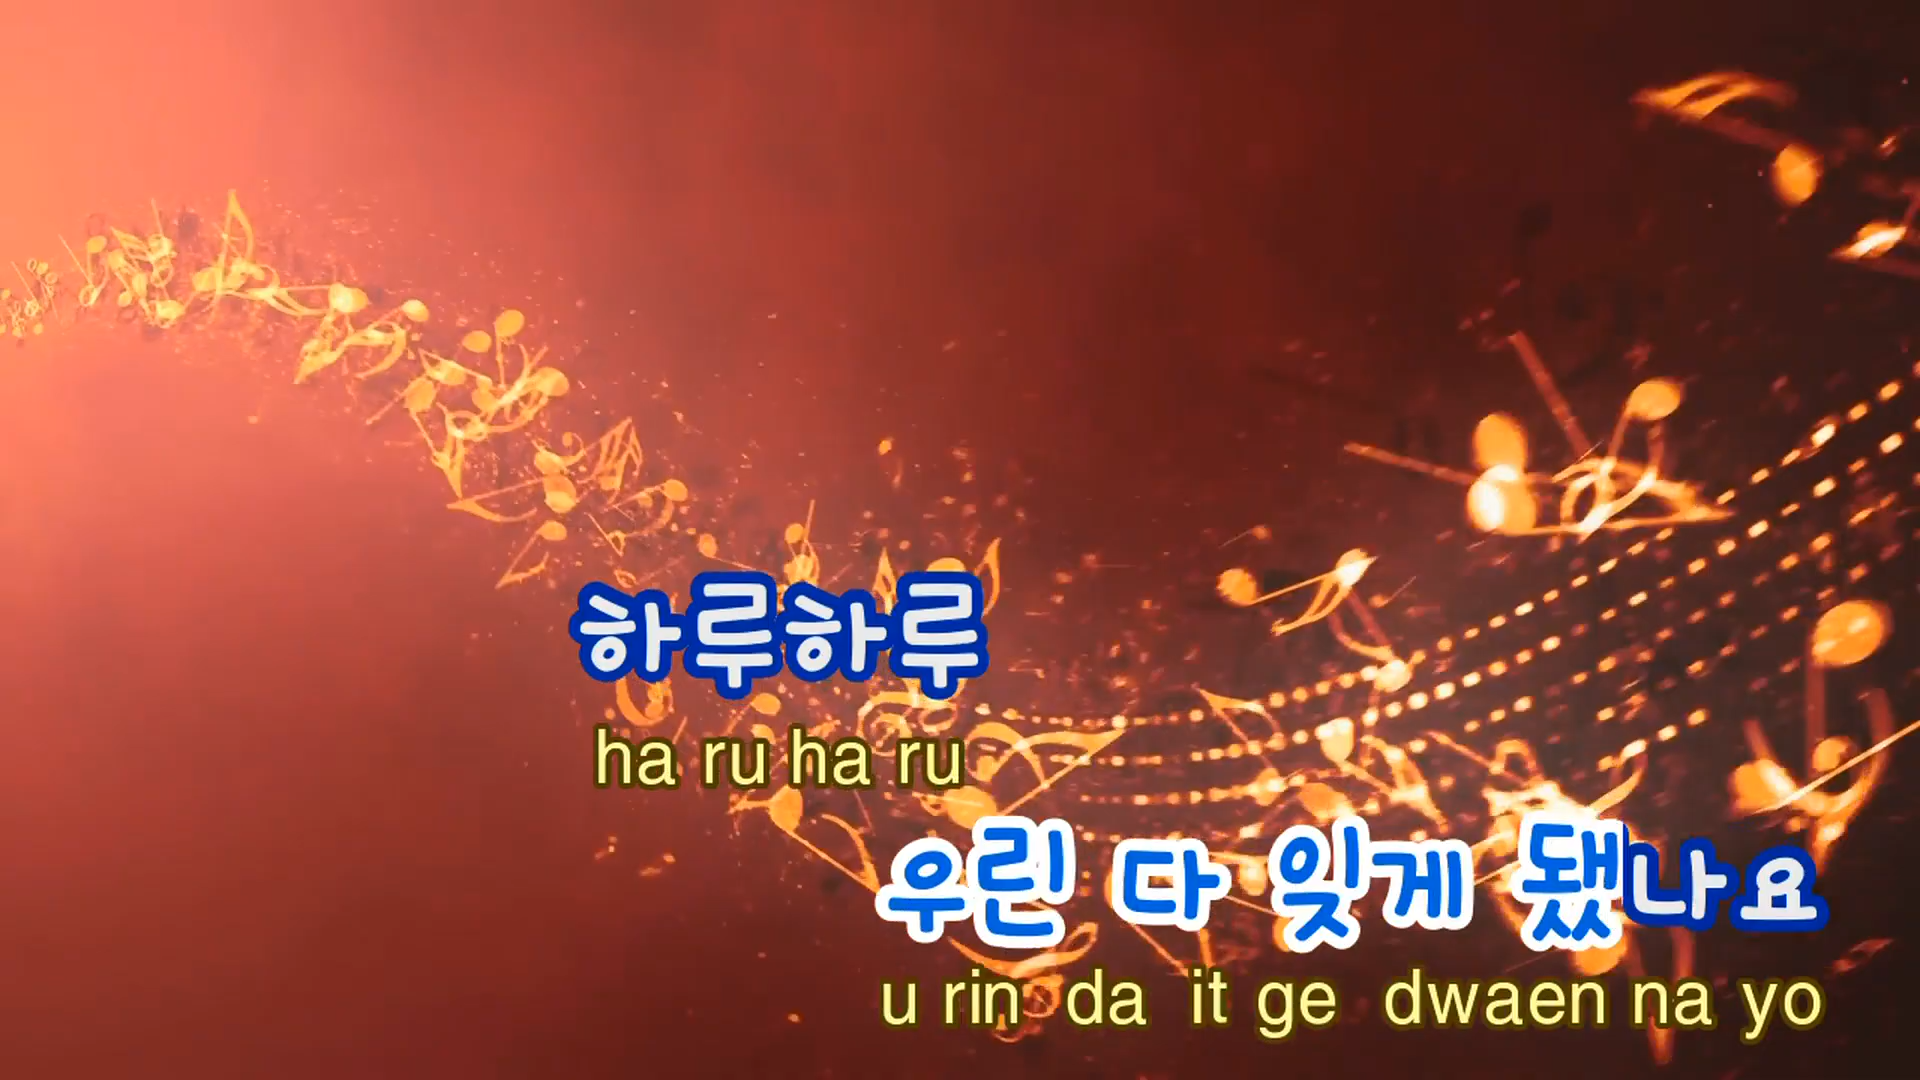 하루하루
ha ru ha ru
우린 다 잊게 됐나요
u rin da it ge dwaen na yo